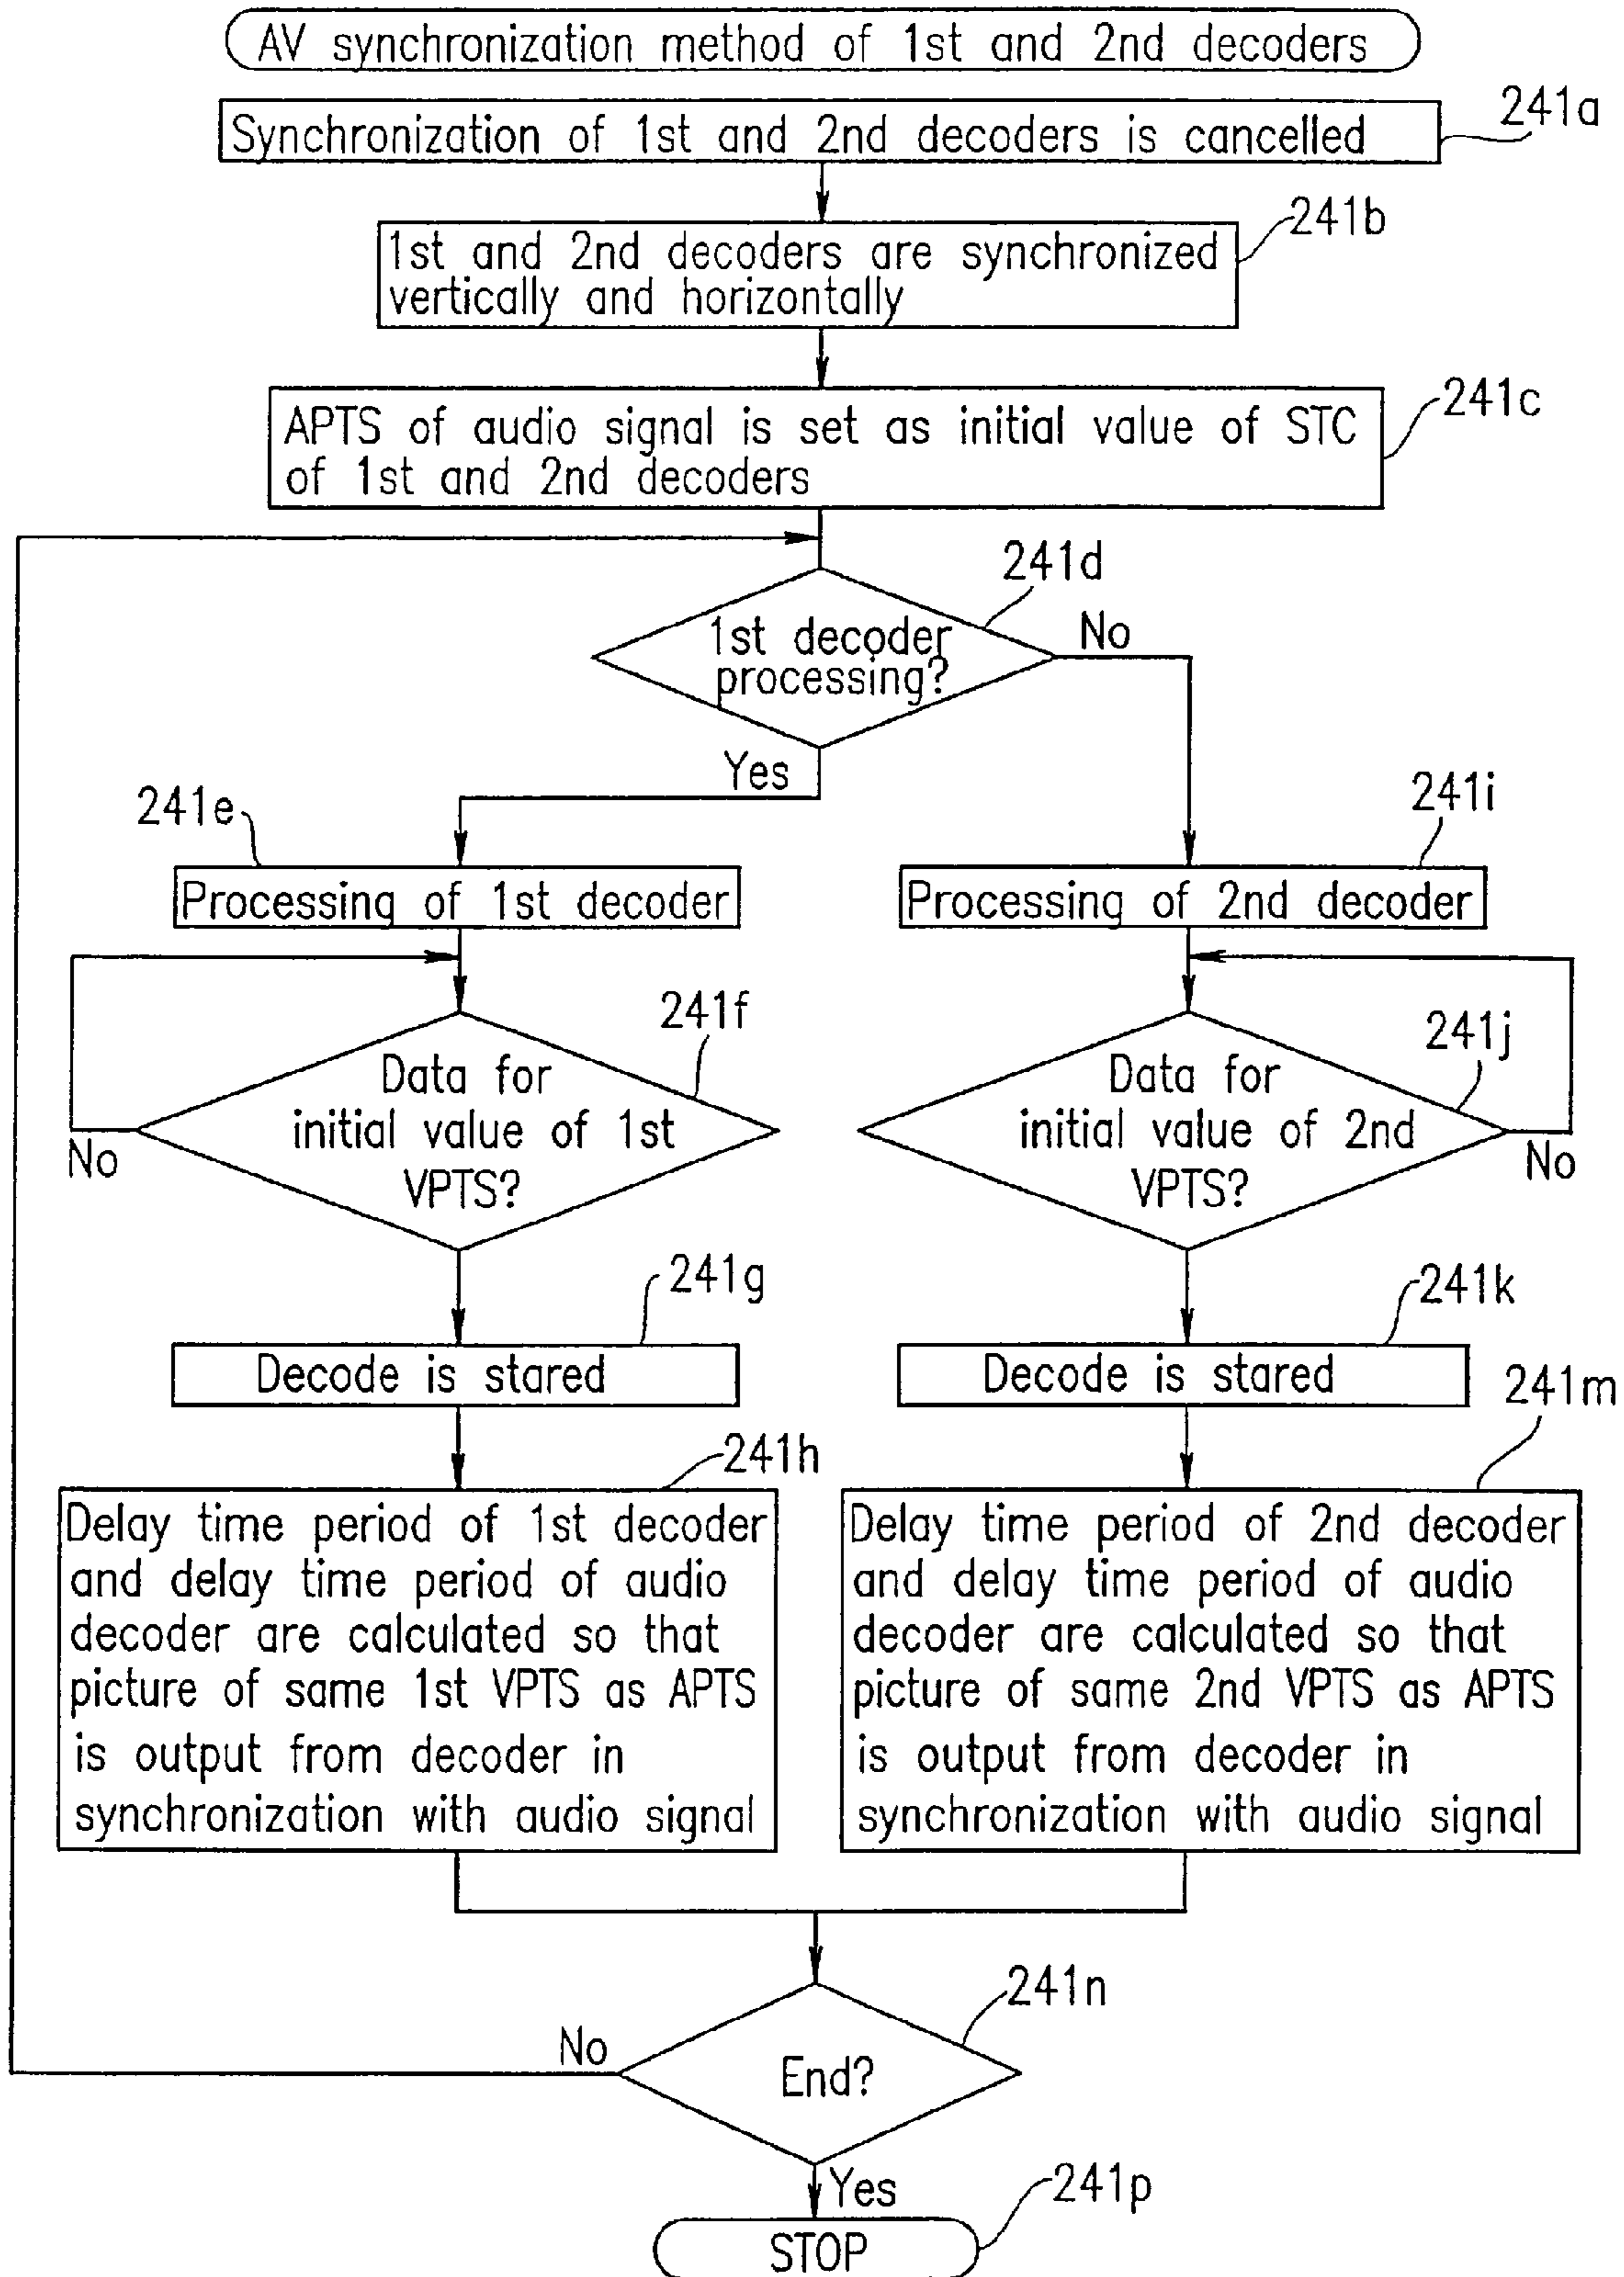 AV synchronization method of 1st and 2nd decoders
241a
Synchronization of 1st and 2nd decoders is cancelled
241b
1st and 2nd decoders are synchronized
vertically and horizontally
241c
APTS of audio signal is set as initial value of STC
of 1st and 2nd decoders
241d
1st decoder
processing?
No
Yes
241e
Processing of 1st decoder
241f
Data for
initial value of 1st
VPTS?
No
241g
Decode is stared
241h
Delay time period of 1st decoder
and delay time period of audio
decoder are calculated so that
picture of same 1st VPTS as APTS
is output from decoder in
synchronization with audio signal
241i
Processing of 2nd decoder
241j
Data for
initial value of 2nd
VPTS?
No
241k
Decode is stared
241m
Delay time period of 2nd decoder
and delay time period of audio
decoder are calculated so that
picture of same 2nd VPTS as APTS
is output from decoder in
synchronization with audio signal
241n
End?
No
Yes
241p
STOP